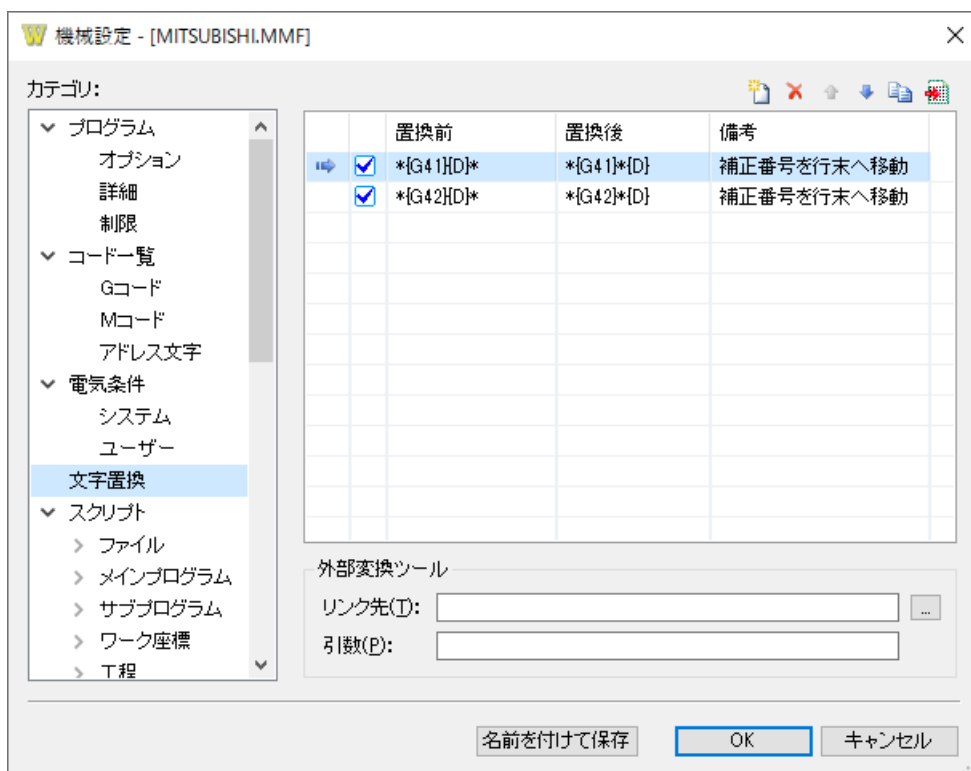 機械設定 - [MITSUBISHI.MMF]
カテゴリ:
プログラム
オプション
詳細
制限
コード一覧
Gコード
Mコード
アドレス文字
電気条件
システム
ユーザー
文字置換
スクリプト
ファイル
メインプログラム
サブプログラム
ワーク座標
工程
置換前 置換後 備考
*{G41}{D}* *{G41}*{D} 補正番号を行末へ移動
*{G42}{D}* *{G42}*{D} 補正番号を行末へ移動
外部変換ツール
リンク先(T):
...
引数(P):
名前を付けて保存 OK キャンセル